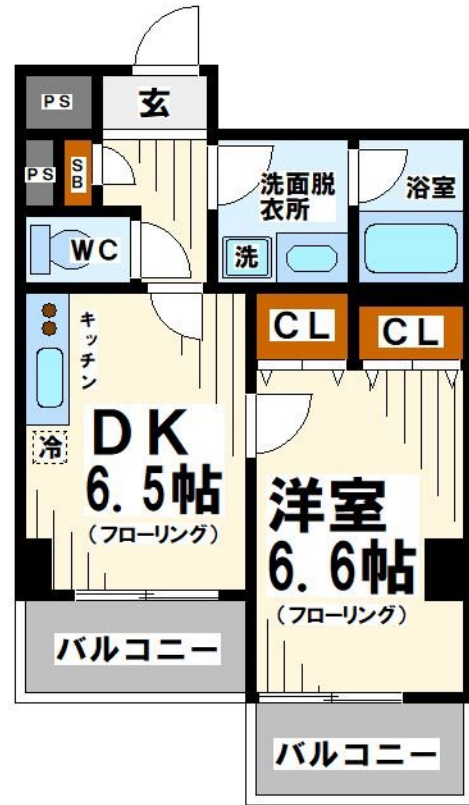 PS
玄
PS
SB
洗面脱
衣所
浴室
WC
洗
キッチン
CL
CL
冷
DK
6.5帖
(フローリング)
洋室
6.6帖
(フローリング)
バルコニー
バルコニー